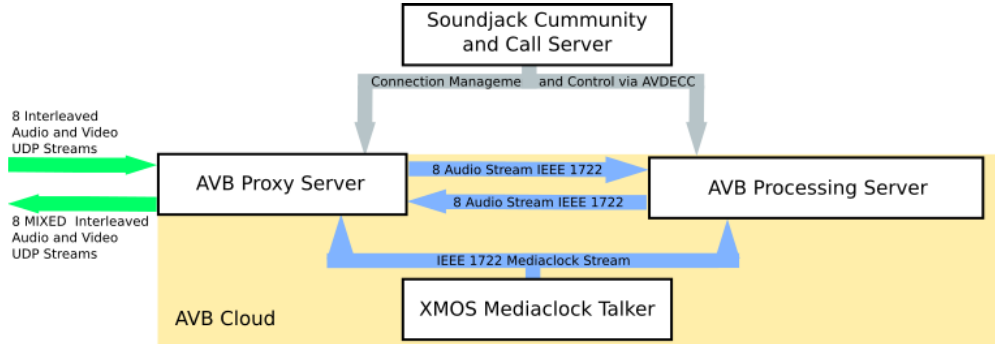 Soundjack Cummunity
and Call Server
Connection Manageme and Control via AVDECC
8 Interleaved
Audio and Video
UDP Streams
AVB Proxy Server
8 Audio Stream IEEE 1722
8 Audio Stream IEEE 1722
AVB Processing Server
8 MIXED Interleaved
Audio and Video
UDP Streams
IEEE 1722 Mediaclock Stream
XMOS Mediaclock Talker
AVB Cloud